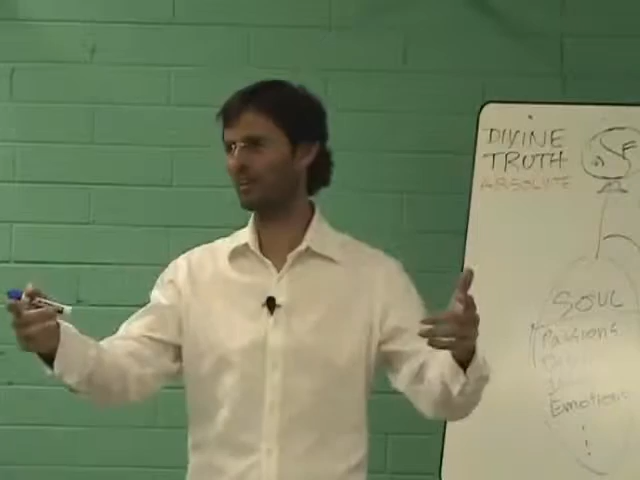 DIVINE
TRUTH
ABSOLUTE
SOUL
Passions
Emotions